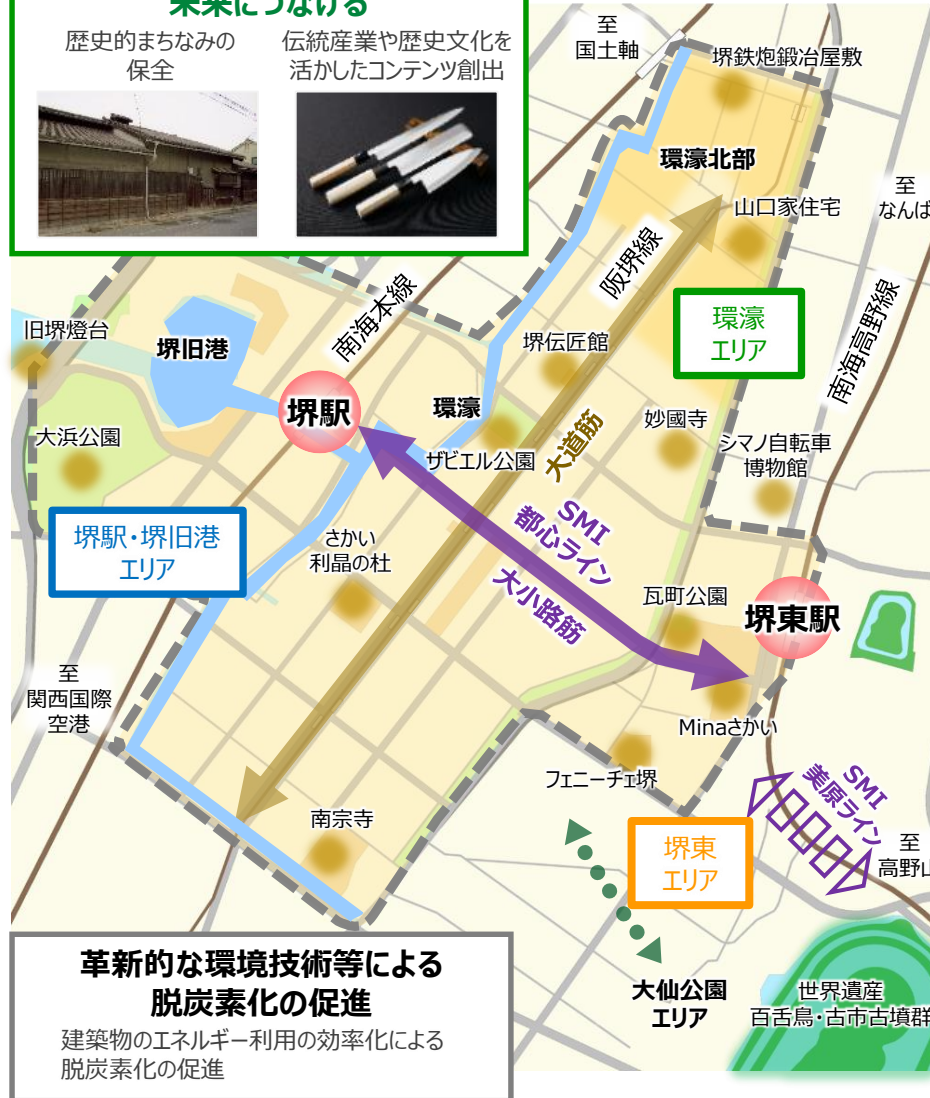 未来につなげる
歴史的まちなみの
保全
伝統産業や歴史文化を
活かしたコンテンツ創出
至
国土軸
堺鉄炮鍛冶屋敷
環濠北部
至
なんば
山口家住宅
阪堺線
南海本線
南海高野線
環濠
エリア
旧堺燈台
堺旧港
堺伝匠館
堺駅
環濠
大浜公園
ザビエル公園
大道筋
妙國寺
シマノ自転車
博物館
堺駅・堺旧港
エリア
さかい
利晶の杜
SMI
都心ライン
大小路筋
瓦町公園
堺東駅
至
関西国際
空港
Minaさかい
フェニーチェ堺
SMI
美原ライン
南宗寺
堺東
エリア
至
高野山
大仙公園
エリア
世界遺産
百舌鳥・古市古墳群
革新的な環境技術等による
脱炭素化の促進
建築物のエネルギー利用の効率化による
脱炭素化の促進